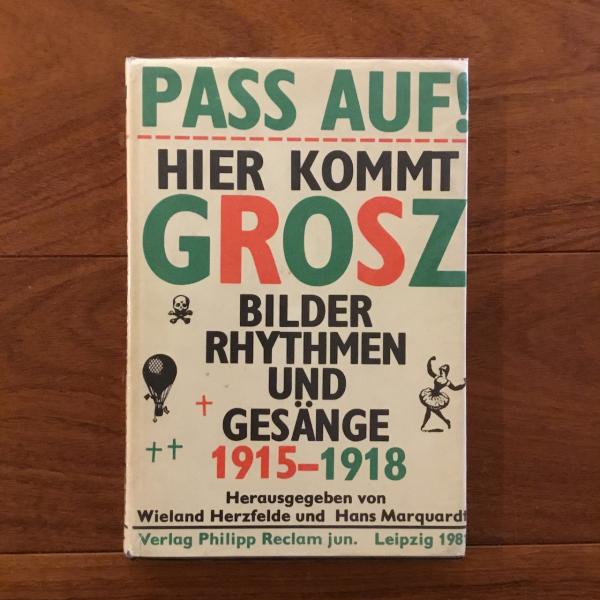 PASS AUF!
HIER KOMMT
GROSZ
BILDER
RHYTHMEN
UND
GESÄNGE
1915–1918
Herausgegeben von
Wieland Herzfelde und Hans Marquardt
Verlag Philipp Reclam jun. Leipzig 1981